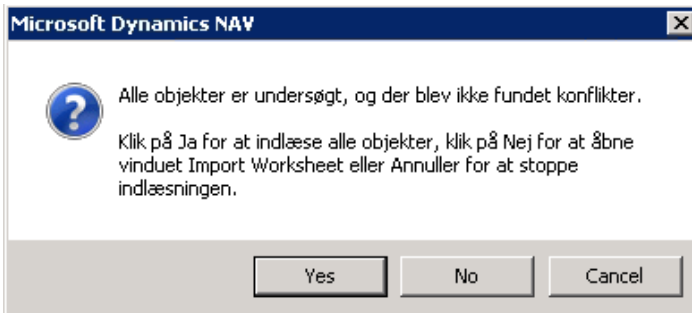 Microsoft Dynamics NAV
Alle objekter er undersøgt, og der blev ikke fundet konflikter.
Klik på Ja for at indlæse alle objekter, klik på Nej for at åbne
vinduet Import Worksheet eller Annuller for at stoppe
indlæsningen.
Yes
No
Cancel